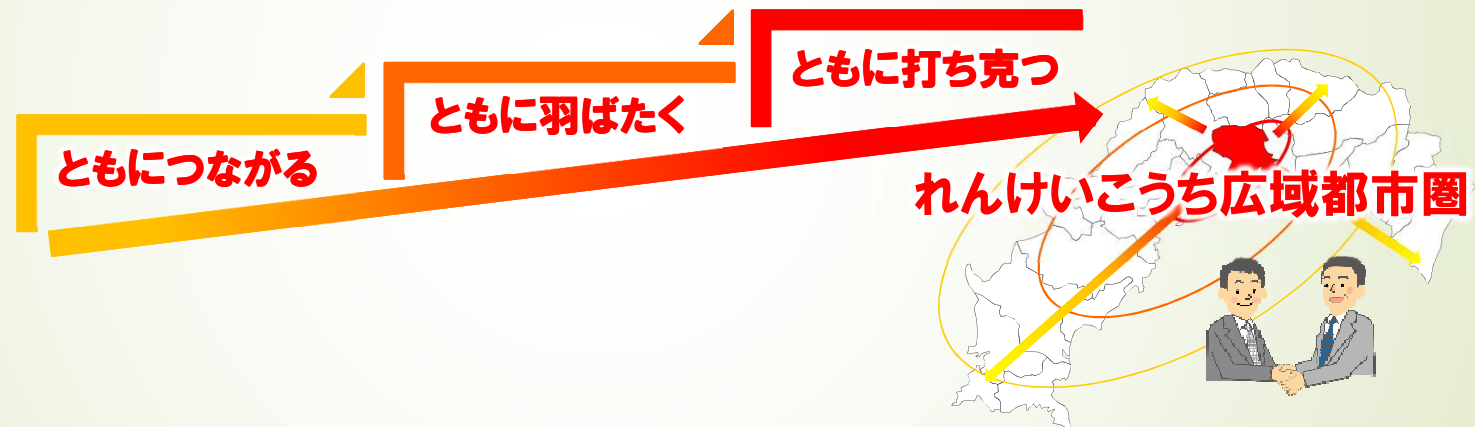 ともにつながる
ともに羽ばたく
ともに打ち克つ
れんけいこうち広域都市圏